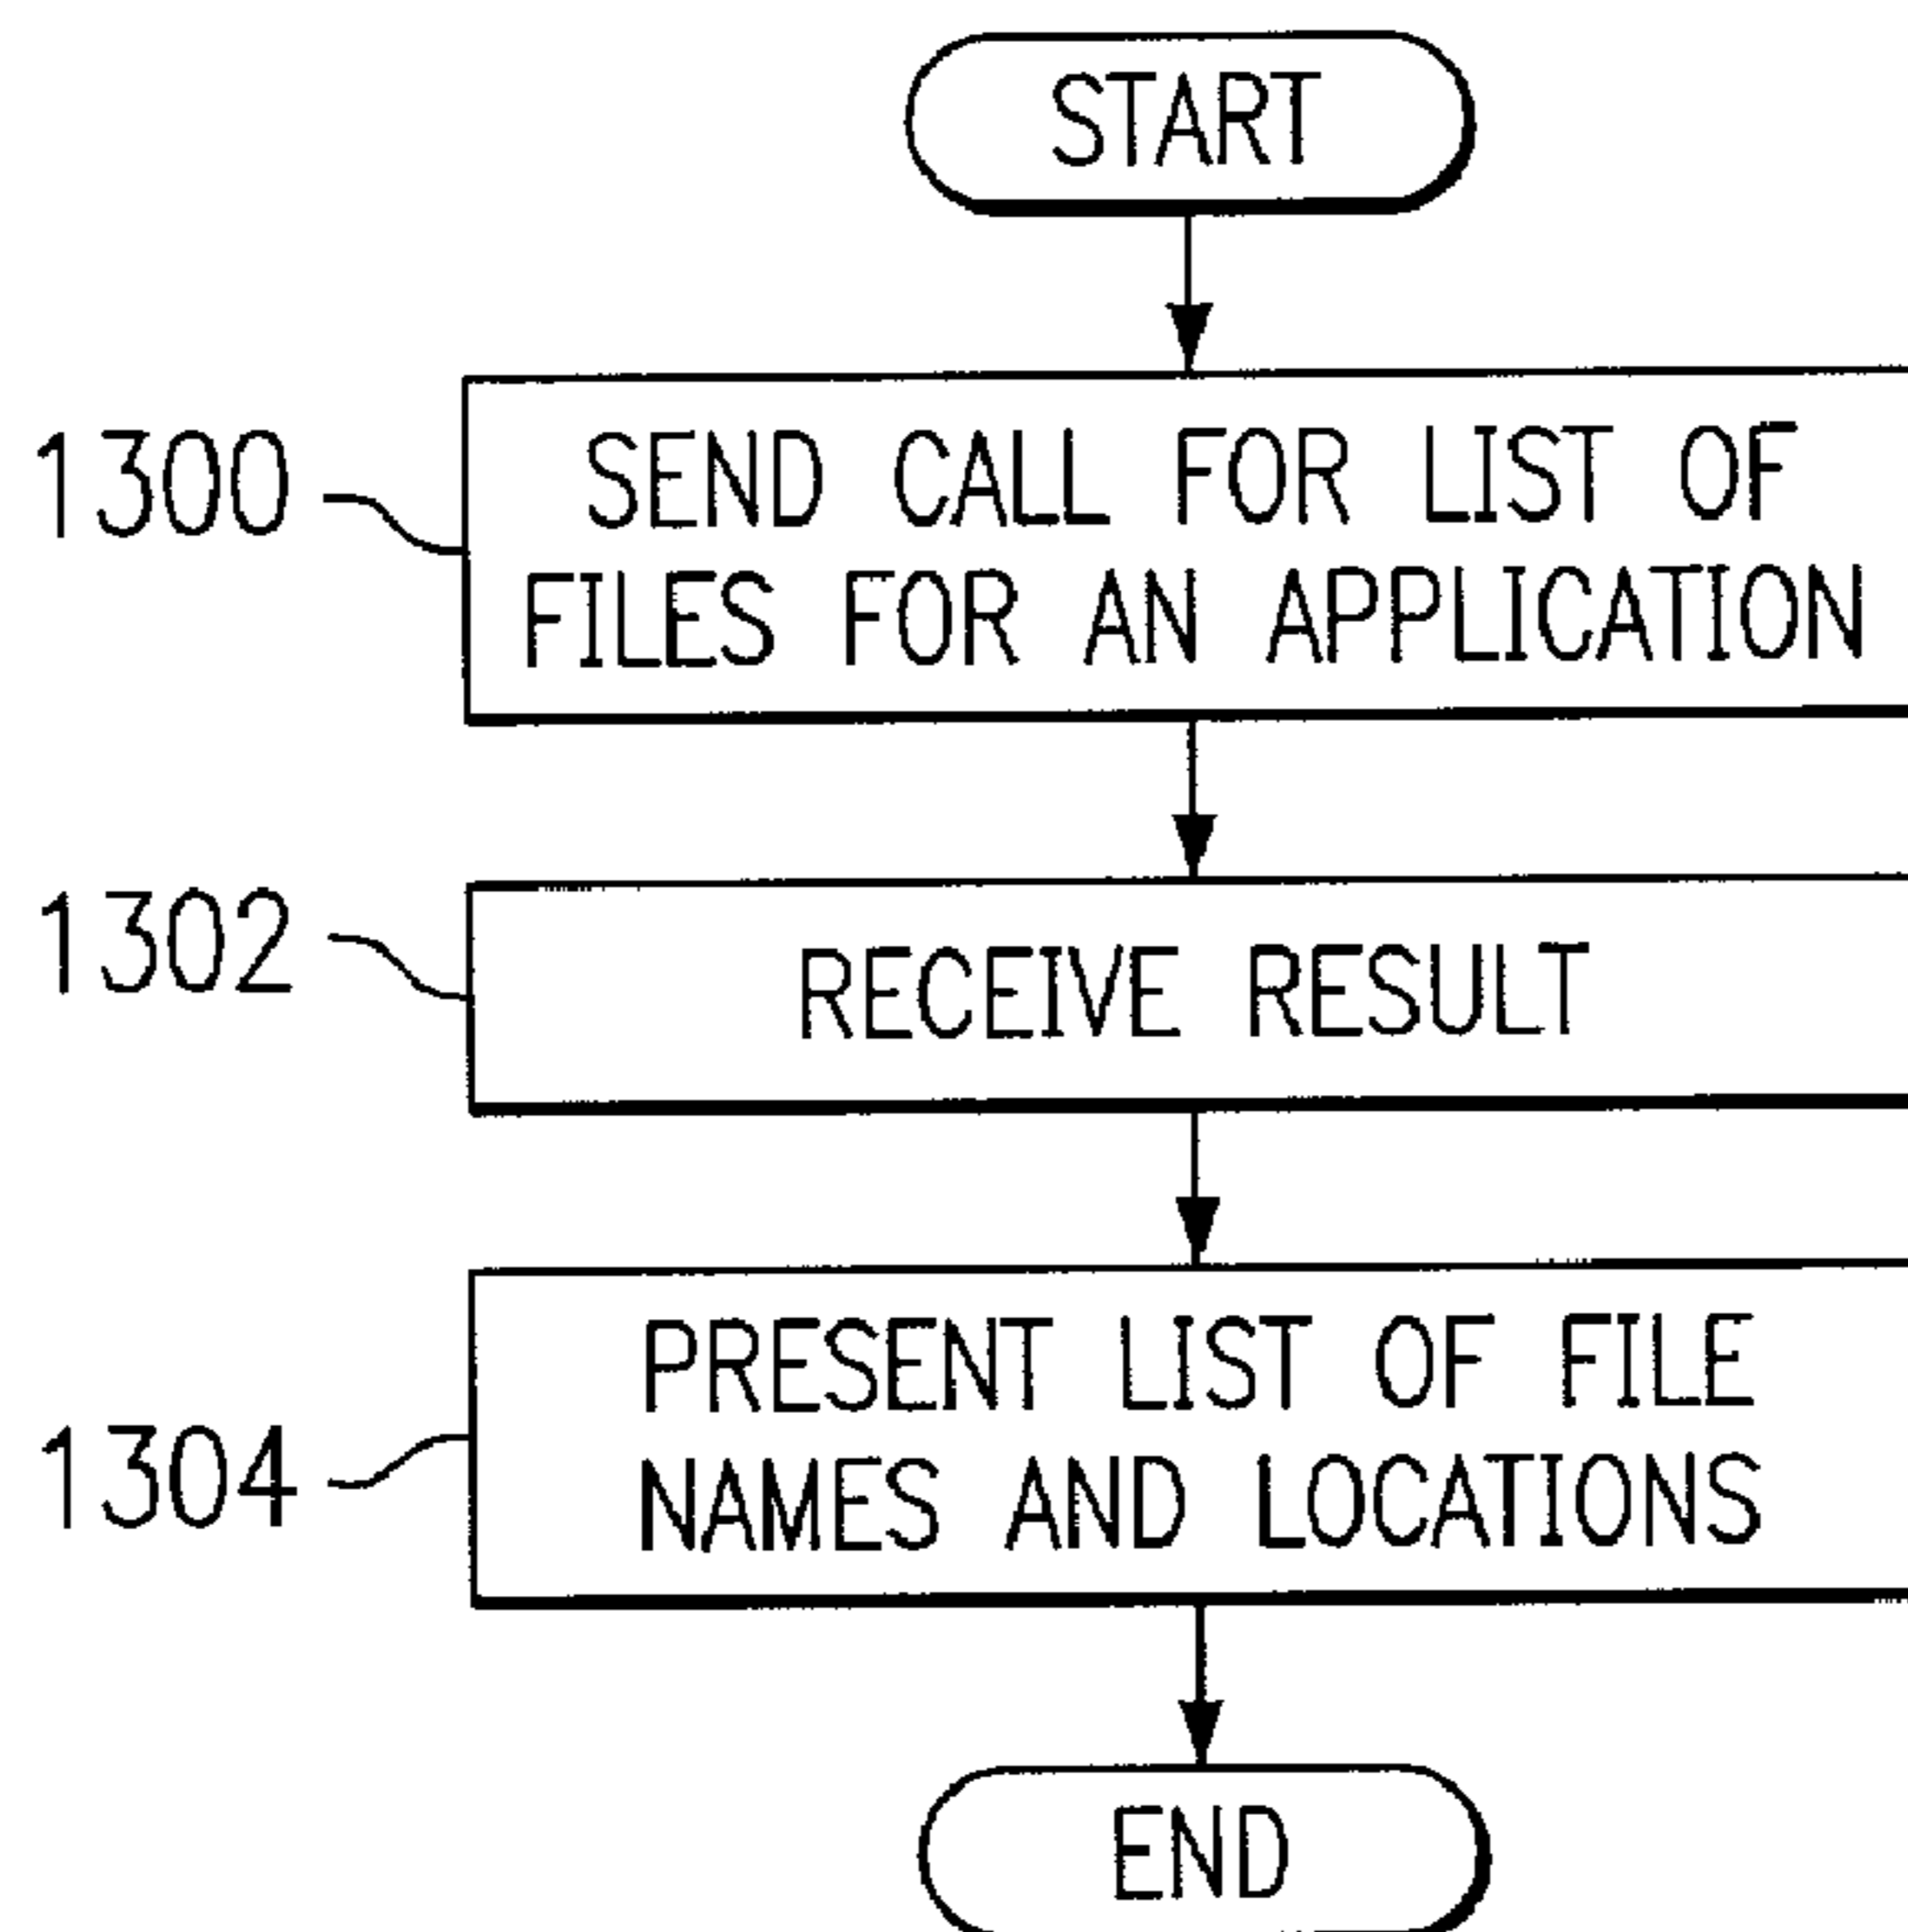 START
1300
SEND CALL FOR LIST OF
FILES FOR AN APPLICATION
1302
RECEIVE RESULT
PRESENT LIST OF FILE
1304
NAMES AND LOCATIONS
END